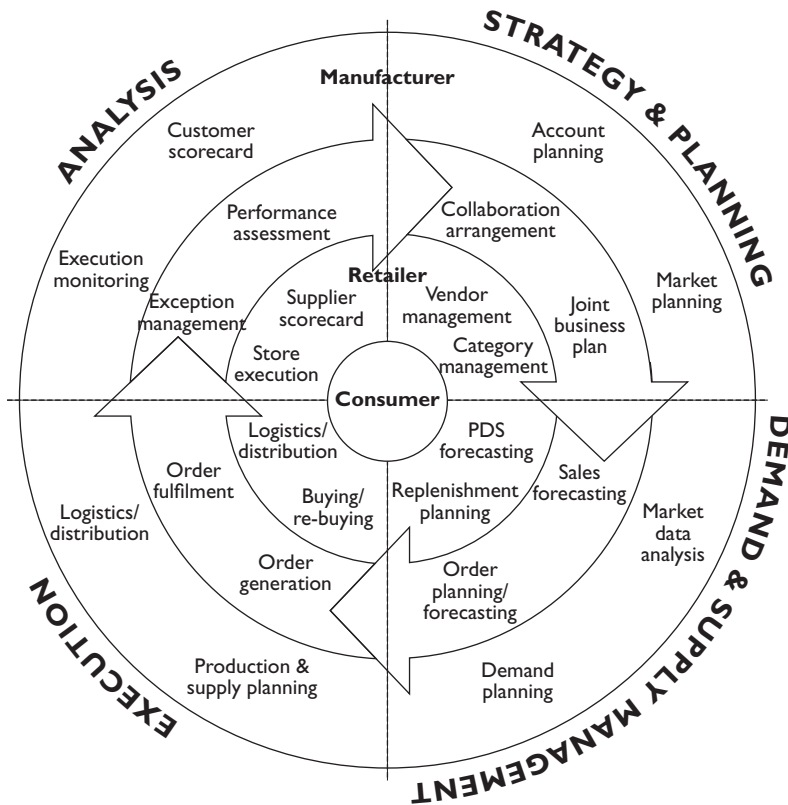 ANALYSIS
STRATEGY & PLANNING
Manufacturer
Customer
scorecard
Account
planning
Performance
assessment
Collaboration
arrangement
Execution
monitoring
Market
planning
Retailer
Exception
management
Supplier
scorecard
Vendor
management
Joint
business
plan
Store
execution
Category
management
Consumer
Logistics/
distribution
PDS
forecasting
Order
fulfilment
Sales
forecasting
Buying/
re-buying
Replenishment
planning
Logistics/
distribution
Market
data
analysis
Order
generation
Order
planning/
forecasting
Production &
supply planning
Demand
planning
EXECUTION
DEMAND & SUPPLY MANAGEMENT